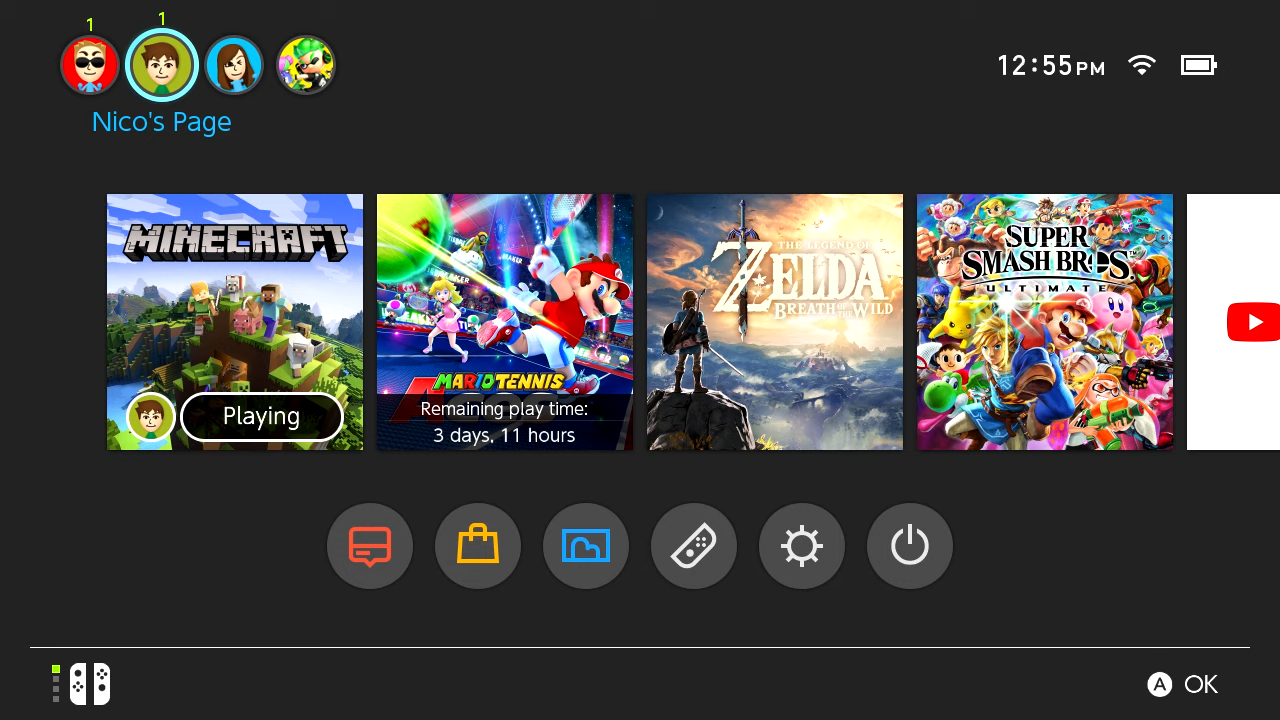 1
1
12:55PM
Nico's Page
MINECRAFT
Playing
MARIO TENNIS
Remaining play time:
3 days, 11 hours
THE LEGEND OF
ZELDA
BREATH OF THE WILD
SUPER
SMASH BROS.
ULTIMATE
A OK